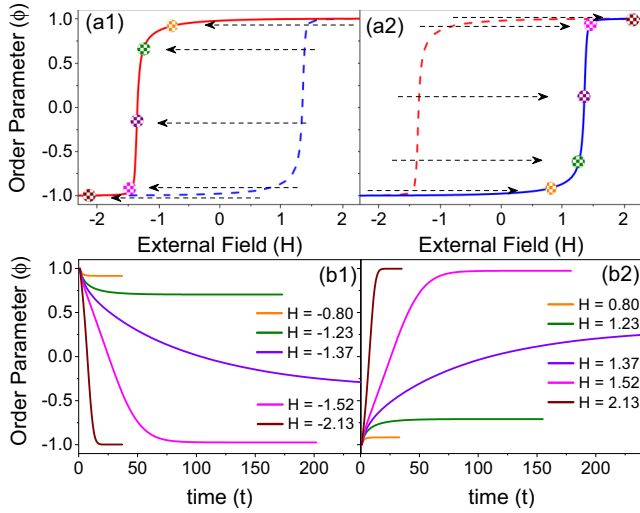 Order Parameter (ϕ)
1.0
0.5
0.0
-0.5
-1.0
(a1)
(a2)
-2
-1
0
1
2
External Field (H)
-2
-1
0
1
2
External Field (H)
Order Parameter (ϕ)
1.0
0.5
0.0
-0.5
-1.0
(b1)
H = -0.80
H = -1.23
H = -1.37
H = -1.52
H = -2.13
0
50
100
150
200
time (t)
(b2)
H = 0.80
H = 1.23
H = 1.37
H = 1.52
H = 2.13
0
50
100
150
200
time (t)